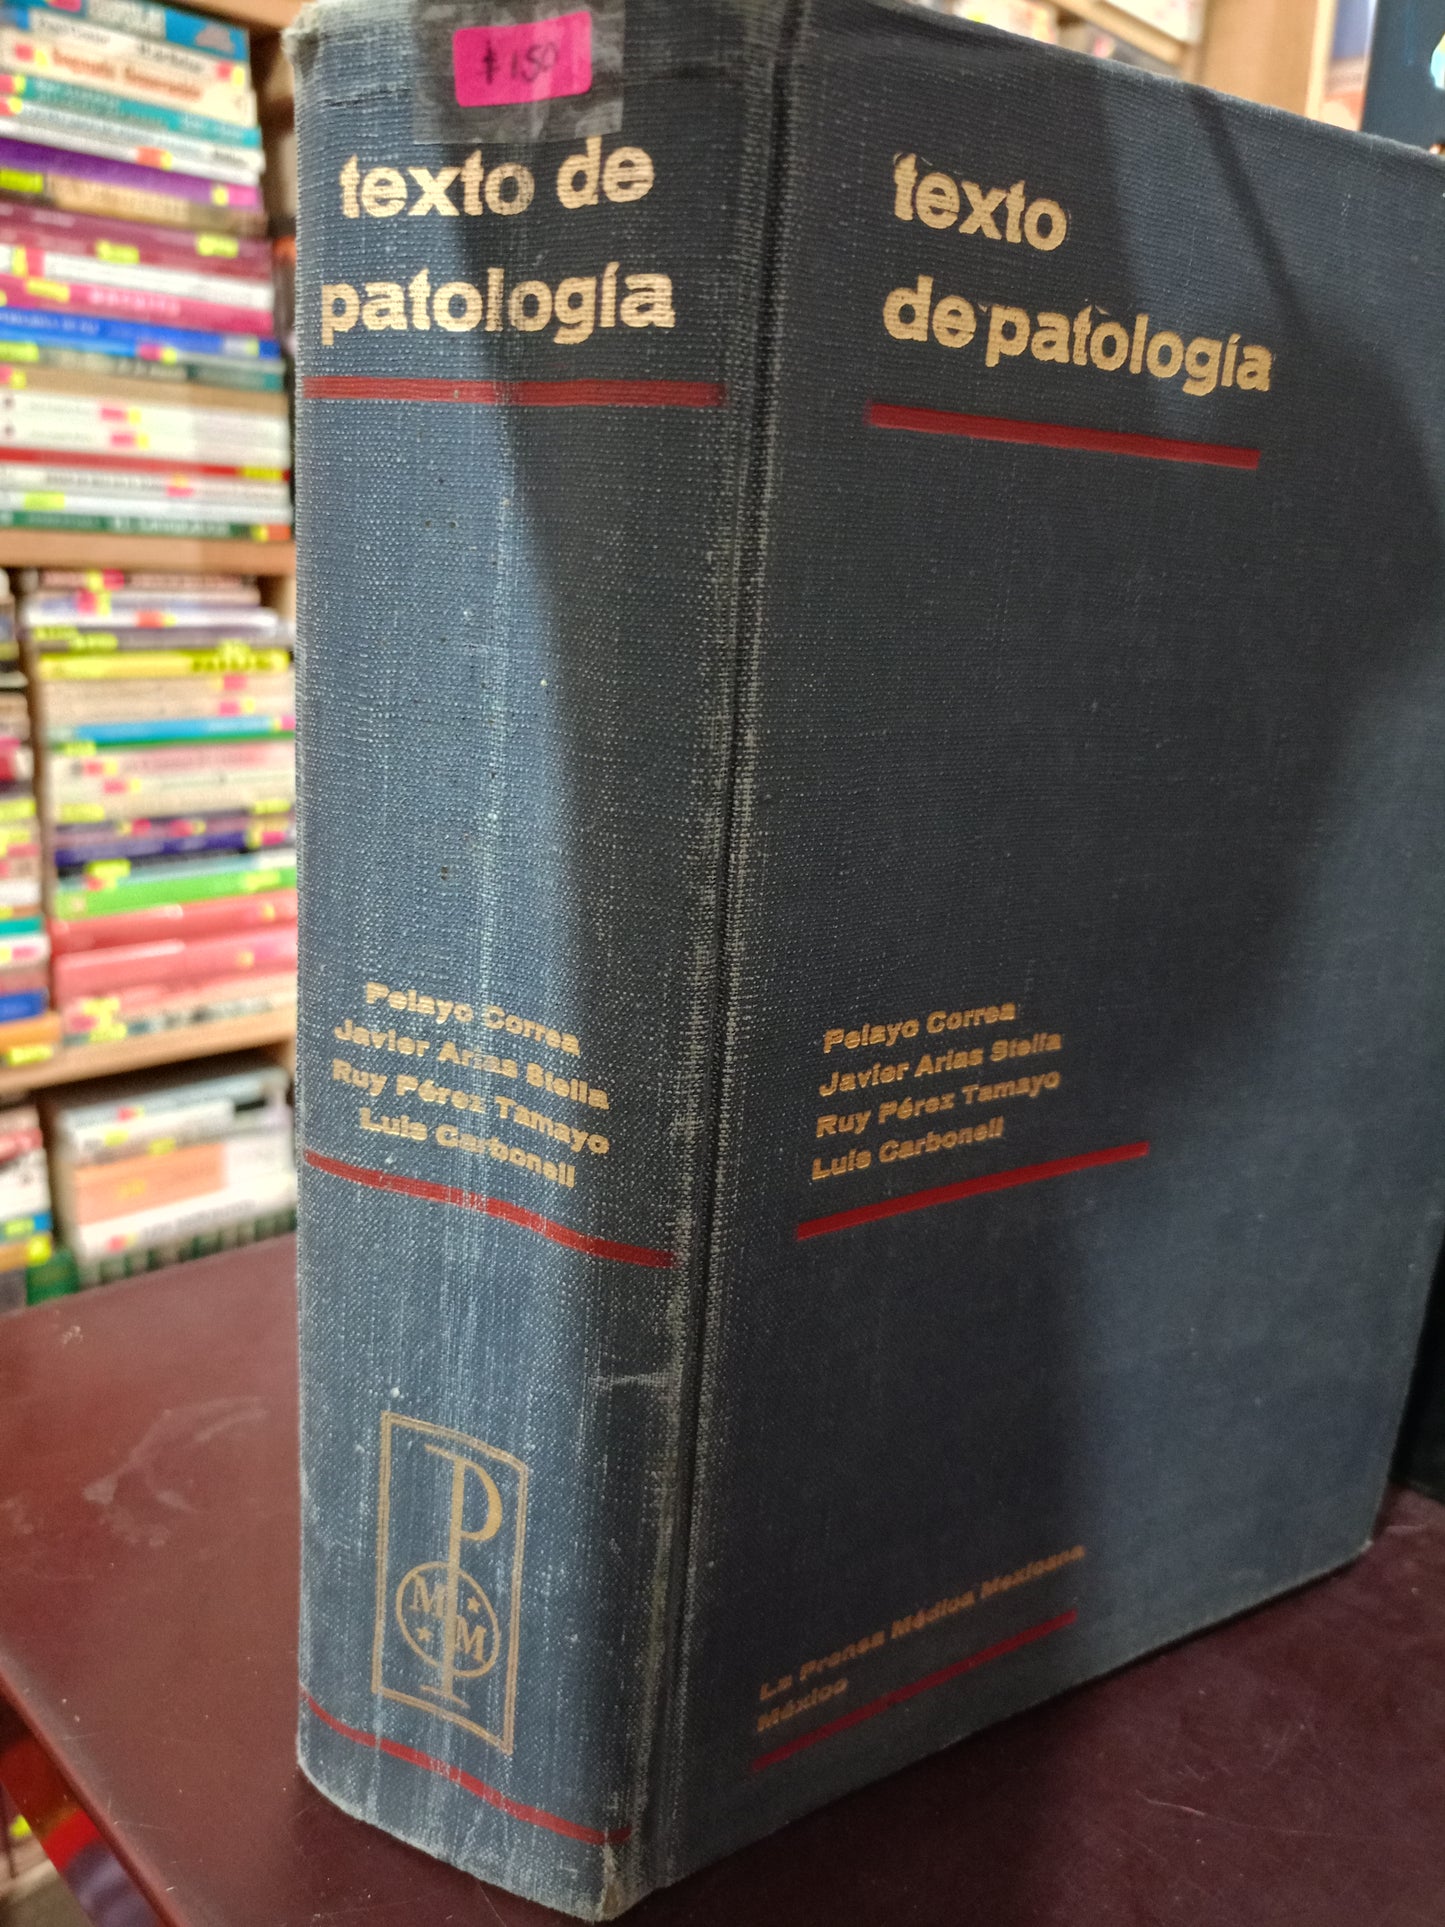 $150
texto de
patología
Pelayo Correa
Javier Arias Stella
Ruy Pérez Tamayo
Luis Carbonell
P
M
M
texto
de patología
Pelayo Correa
Javier Arias Stella
Ruy Pérez Tamayo
Luis Carbonell
La Prensa Médica Mexicana
México